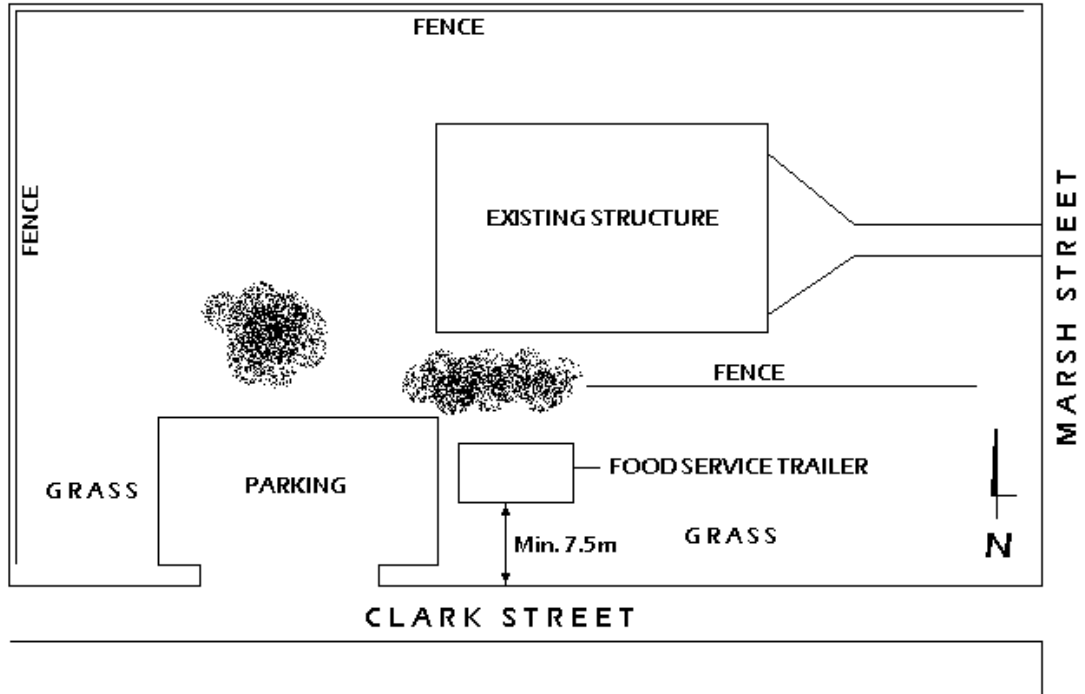 FENCE
FENCE
EXISTING STRUCTURE
MARSH STREET
FENCE
FOOD SERVICE TRAILER
PARKING
GRASS
GRASS
Min. 7.5m
N
CLARK STREET